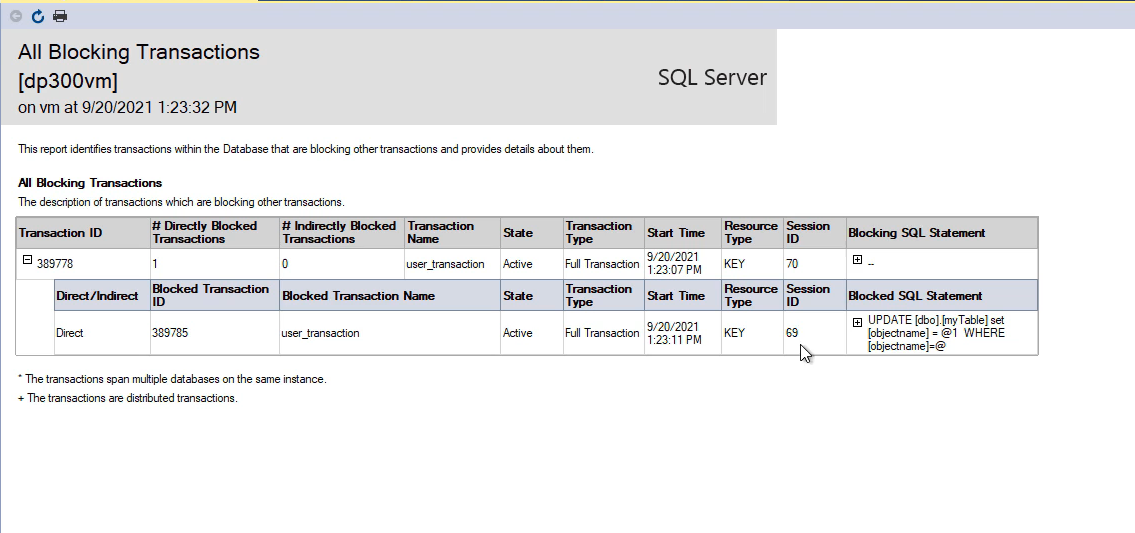 All Blocking Transactions
[dp300vm]
SQL Server
on vm at 9/20/2021 1:23:32 PM
This report identifies transactions within the Database that are blocking other transactions and provides details about them.
All Blocking Transactions
The description of transactions which are blocking other transactions.
Transaction ID # Directly Blocked Transactions # Indirectly Blocked Transactions Transaction Name State Transaction Type Start Time Resource Type Session ID Blocking SQL Statement
389778 1 0 user_transaction Active Full Transaction 9/20/2021 1:23:07 PM KEY 70 --
Direct/Indirect Blocked Transaction ID Blocked Transaction Name State Transaction Type Start Time Resource Type Session ID Blocked SQL Statement
Direct 389785 user_transaction Active Full Transaction 9/20/2021 1:23:11 PM KEY 69 UPDATE [dbo].[myTable] set [objectname] = @1 WHERE [objectname]=@
* The transactions span multiple databases on the same instance.
+ The transactions are distributed transactions.